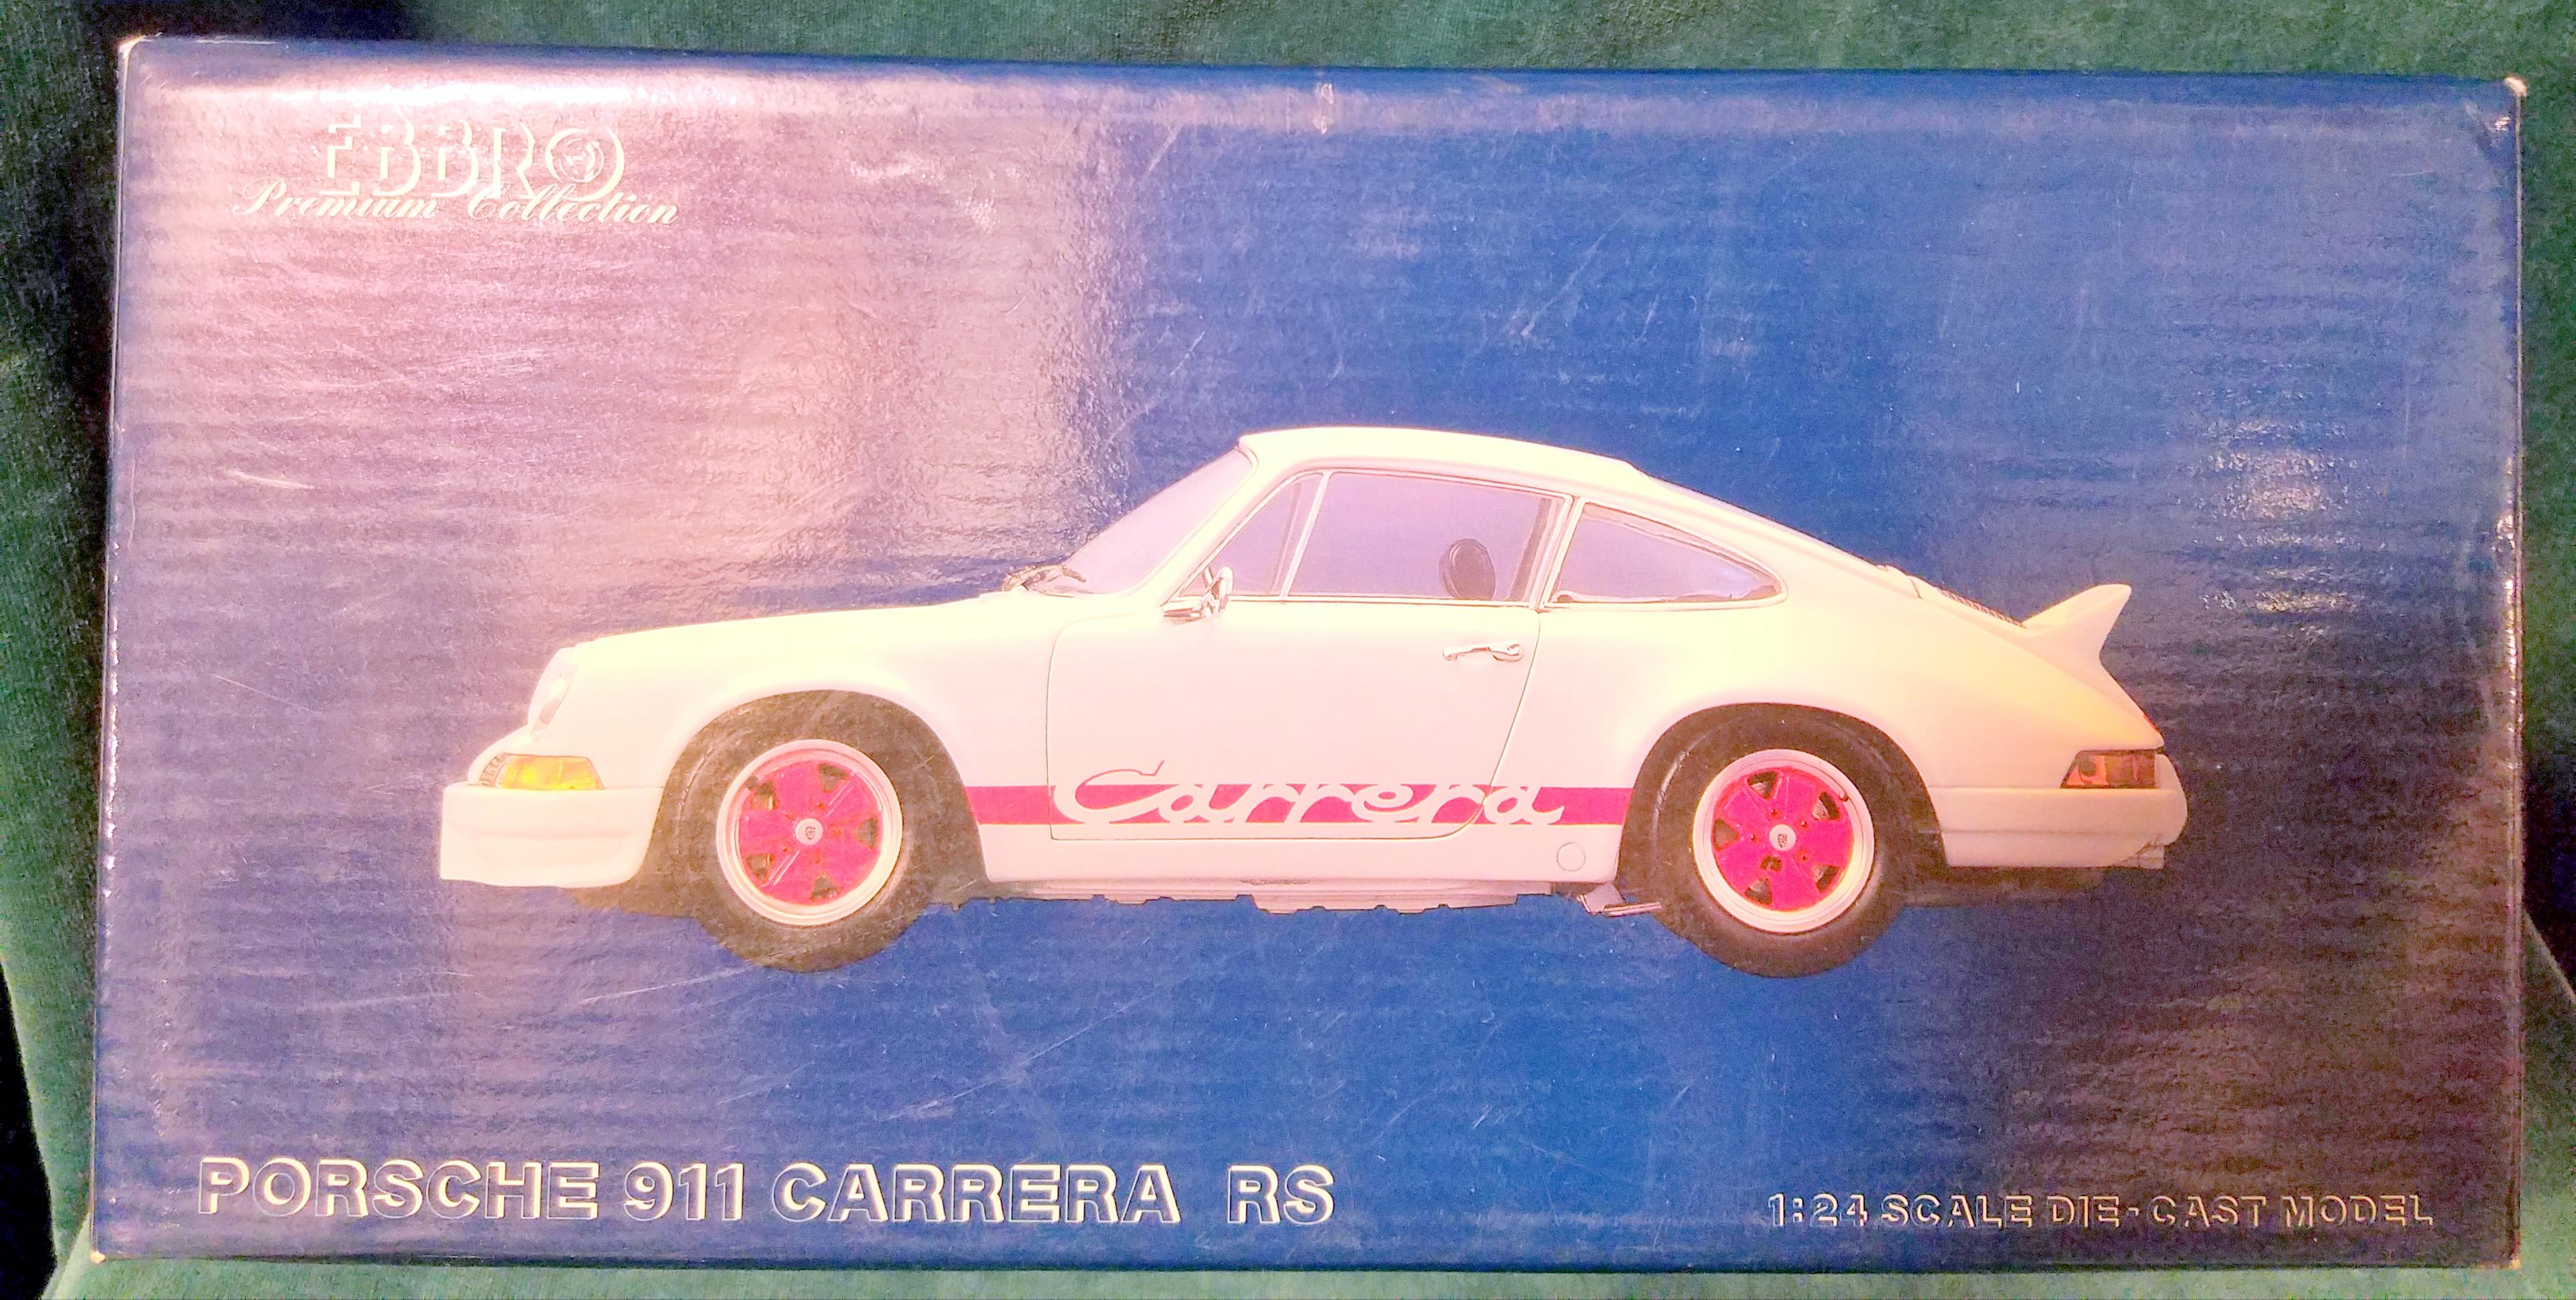 EBBRO
Premium Collection
Carrera
PORSCHE 911 CARRERA RS
1:24 SCALE DIE-CAST MODEL